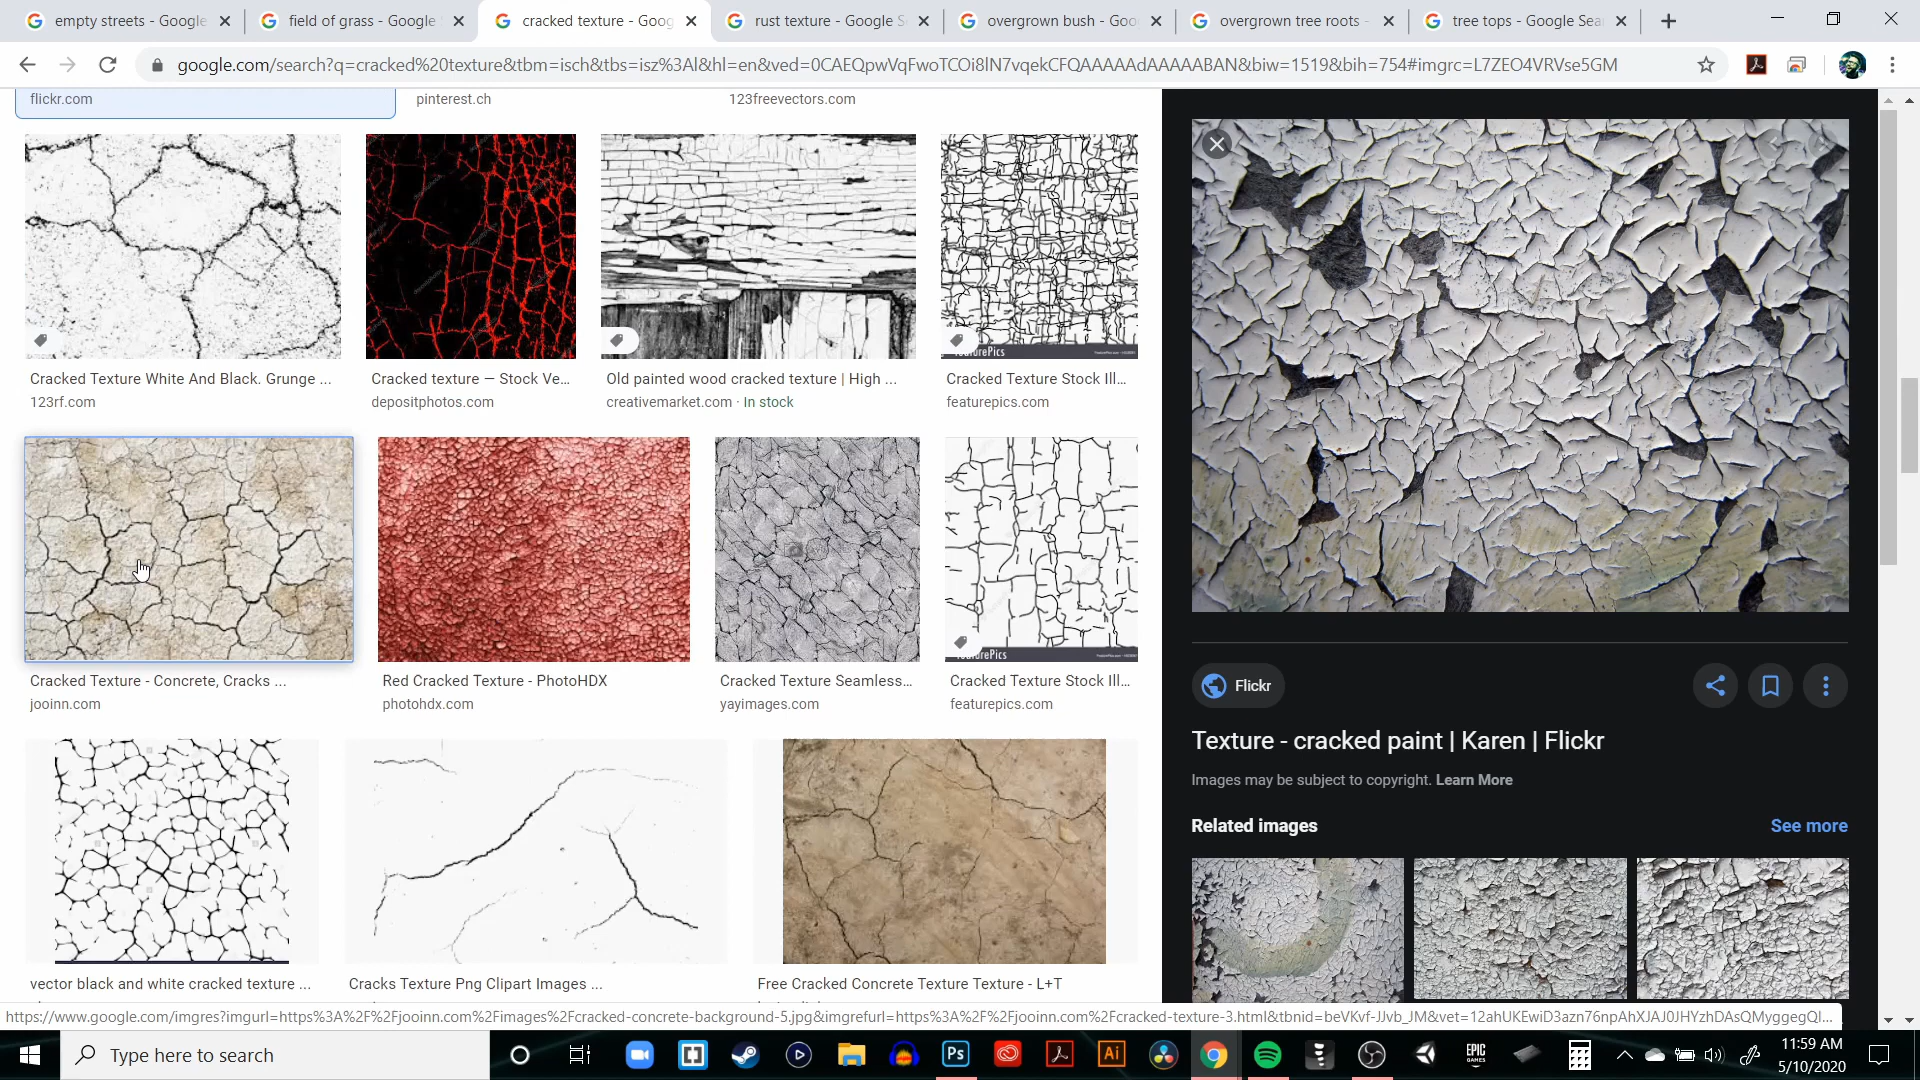 empty streets - Google
field of grass - Google
cracked texture - Goog
rust texture - Google S
overgrown bush - Goo
overgrown tree roots -
tree tops - Google Sea
google.com/search?q=cracked%20texture&tbm=isch&tbs=isz%3Al&hl=en&ved=0CAEQpwVqFwoTCOi8lN7vqekCFQAAAAAdAAAAABAN&biw=1519&bih=754#imgrc=L7ZEO4VRVse5GM
flickr.com
pinterest.ch
123freevectors.com
Cracked Texture White And Black. Grunge ...
123rf.com
Cracked texture — Stock Ve...
depositphotos.com
Old painted wood cracked texture | High ...
creativemarket.com · In stock
Cracked Texture Stock Ill...
featurepics.com
Cracked Texture - Concrete, Cracks ...
jooinn.com
Red Cracked Texture - PhotoHDX
photohdx.com
Cracked Texture Seamless...
yayimages.com
Cracked Texture Stock Ill...
featurepics.com
vector black and white cracked texture ...
Cracks Texture Png Clipart Images ...
Free Cracked Concrete Texture Texture - L+T
Flickr
Texture - cracked paint | Karen | Flickr
Images may be subject to copyright. Learn More
Related images
See more
https://www.google.com/imgres?imgurl=https%3A%2F%2Fjooinn.com%2Fimages%2Fcracked-concrete-background-5.jpg&imgrefurl=https%3A%2F%2Fjooinn.com%2Fcracked-texture-3.html&tbnid=beVKvf-JJvb_JM&vet=12ahUKEwiD3azn76npAhXJAJ0JHYzhDAsQMyggegQI...
Type here to search
Ps
Ai
EPIC
GAMES
11:59 AM
5/10/2020